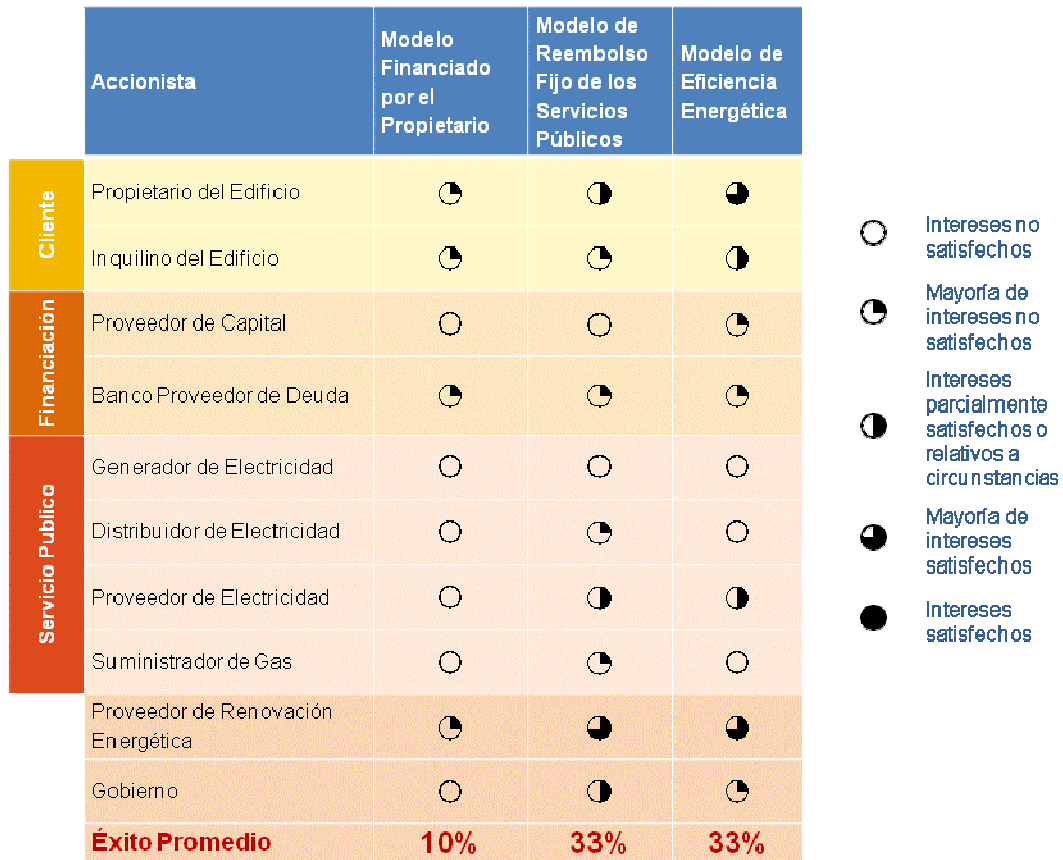 Accionista
Modelo
Financiado
por el
Propietario
Modelo de
Reembolso
Fijo de los
Servicios
Públicos
Modelo de
Eficiencia
Energética
Cliente
Propietario del Edificio
Inquilino del Edificio
Financiación
Proveedor de Capital
Banco Proveedor de Deuda
Servicio Publico
Generador de Electricidad
Distribuidor de Electricidad
Proveedor de Electricidad
Suministrador de Gas
Proveedor de Renovación
Energética
Gobierno
Éxito Promedio 10% 33% 33%
Intereses no
satisfechos
Mayoría de
intereses no
satisfechos
Intereses
parcialmente
satisfechos o
relativos a
circunstancias
Mayoría de
intereses
satisfechos
Intereses
satisfechos